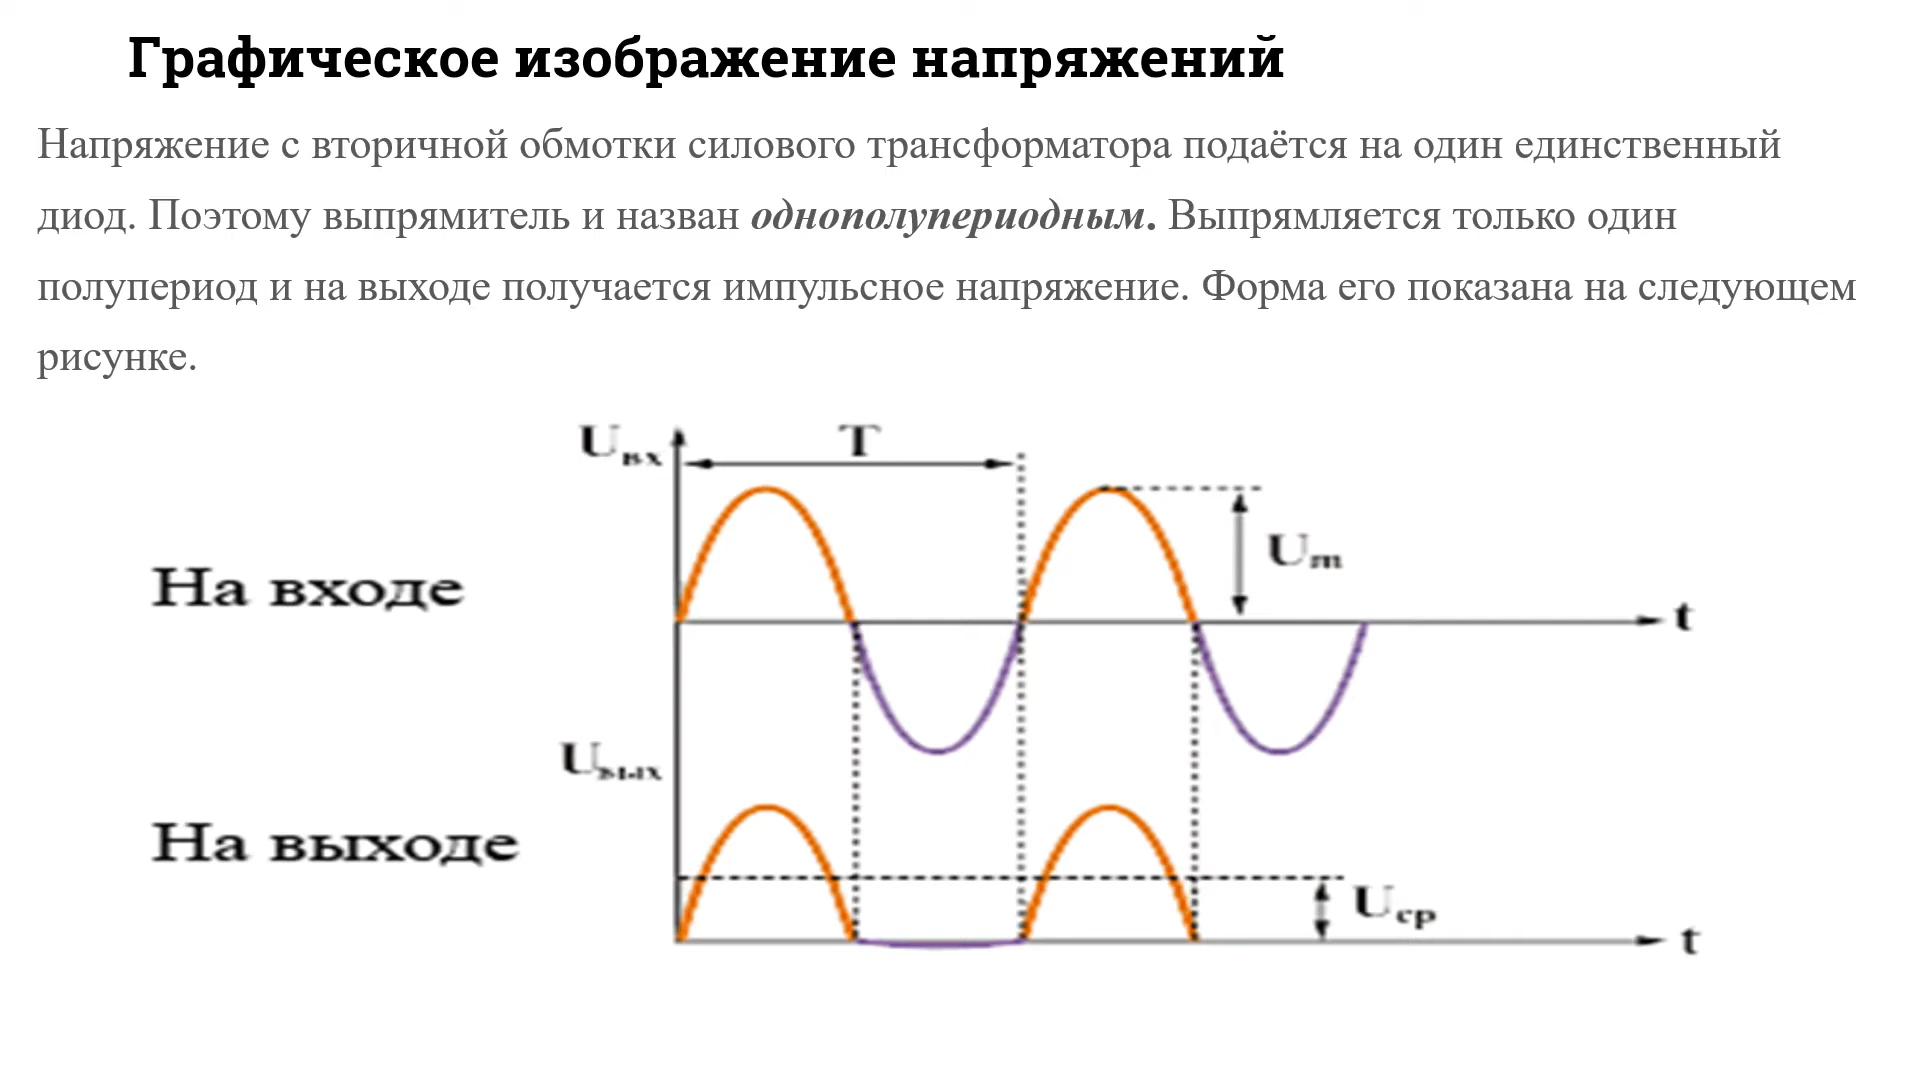 Графическое изображение напряжений
Напряжение с вторичной обмотки силового трансформатора подаётся на один единственный
диод. Поэтому выпрямитель и назван однополупериодным. Выпрямляется только один
полупериод и на выходе получается импульсное напряжение. Форма его показана на следующем
рисунке.
Uвх
T
Um
На входе
t
Uвых
На выходе
Uср
t